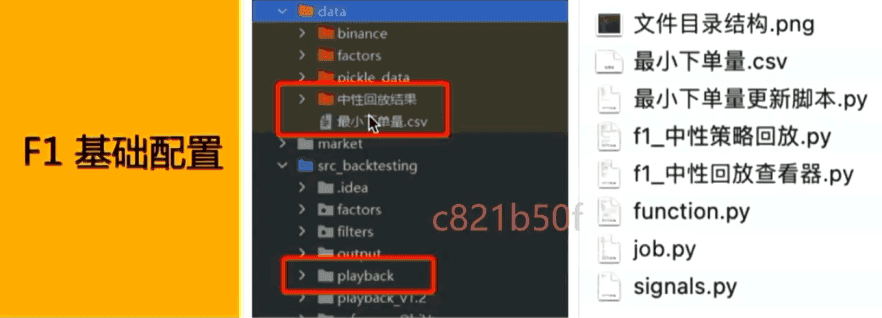 F1 基础配置
data
binance
factors
pickle_data
中性回放结果
最小下单量.csv
market
src_backtesting
.idea
factors
filters
output
playback
playback_v1.2
c821b50f
文件目录结构.png
最小下单量.csv
最小下单量更新脚本.py
f1_中性策略回放.py
f1_中性回放查看器.py
function.py
job.py
signals.py